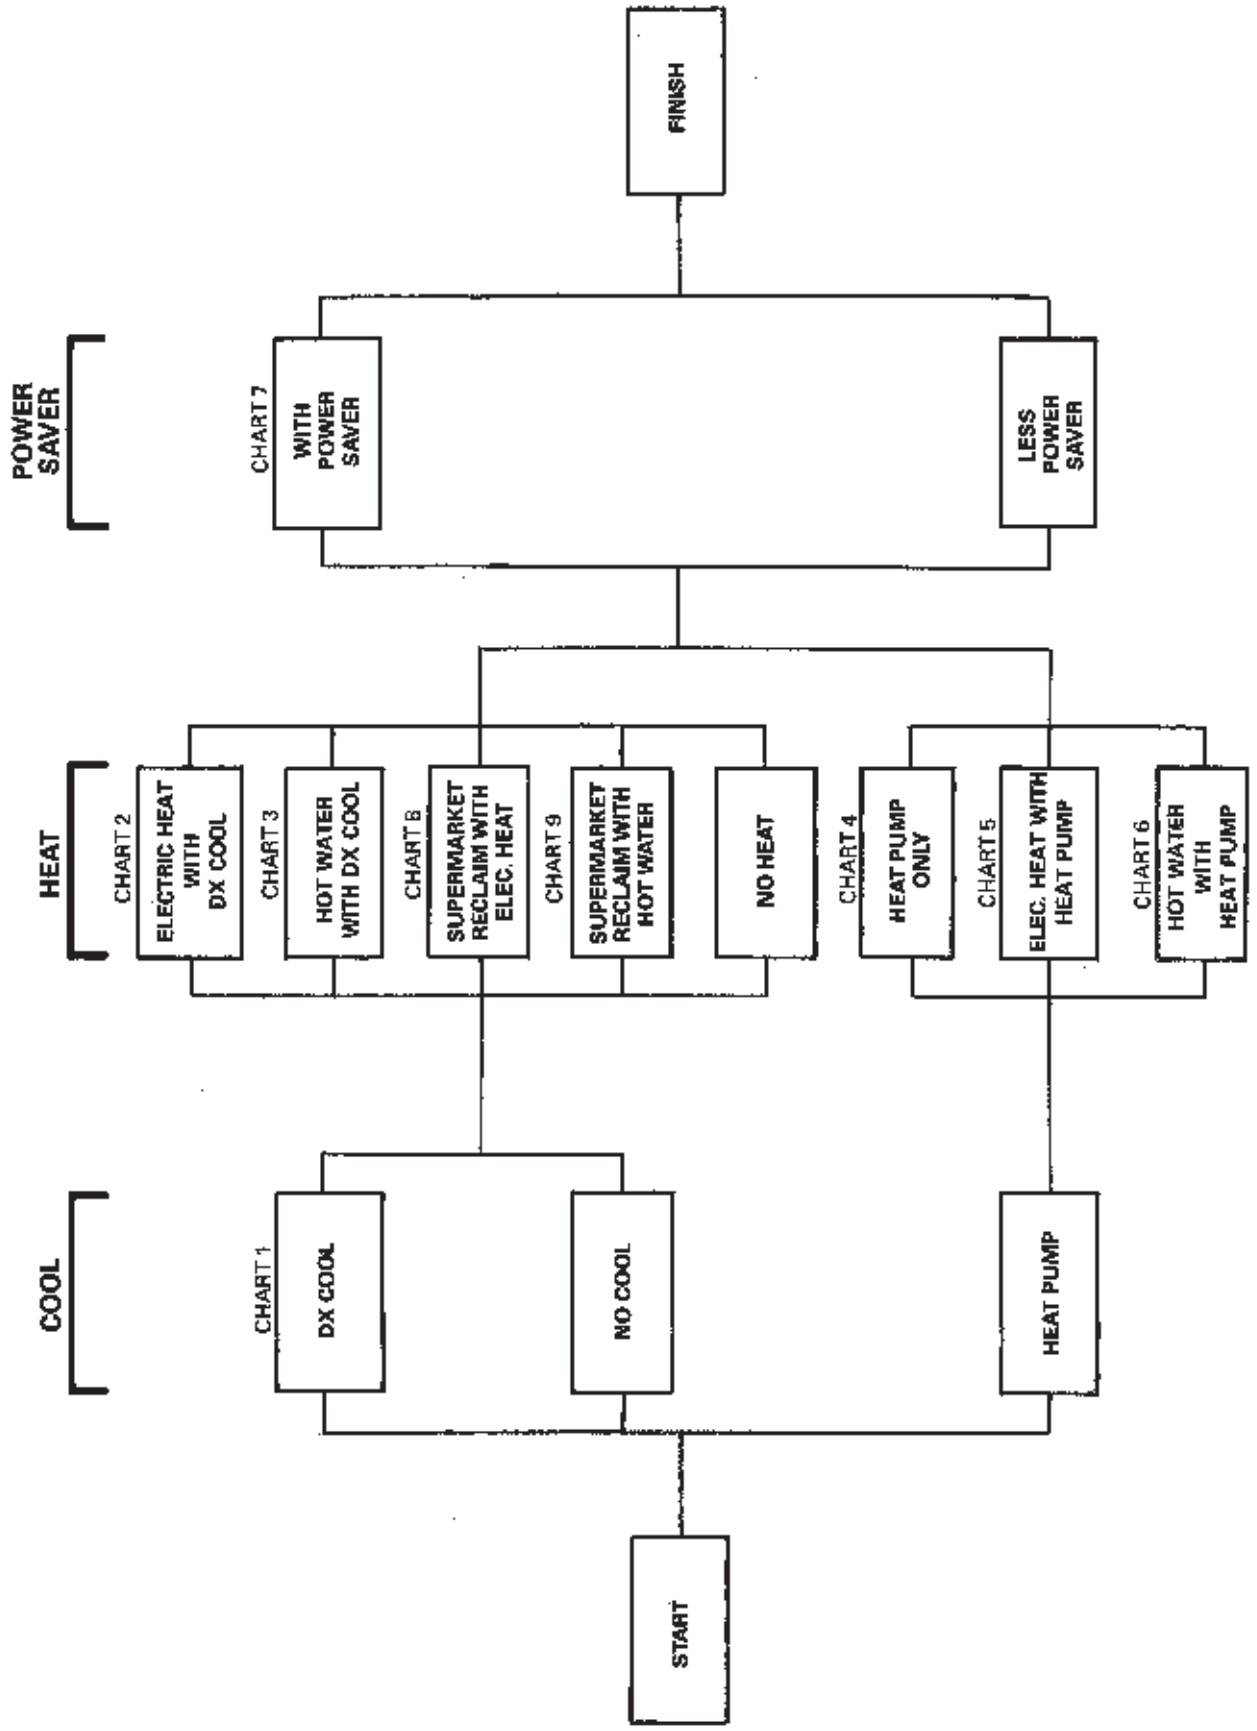 COOL
HEAT
POWER
SAVER
START
CHART 1
DX COOL
NO COOL
HEAT PUMP
CHART 2
ELECTRIC HEAT
WITH
DX COOL
CHART 3
HOT WATER
WITH DX COOL
CHART 8
SUPERMARKET
RECLAIM WITH
ELEC. HEAT
CHART 9
SUPERMARKET
RECLAIM WITH
HOT WATER
NO HEAT
CHART 4
HEAT PUMP
ONLY
CHART 5
ELEC. HEAT WITH
HEAT PUMP
CHART 6
HOT WATER
WITH
HEAT PUMP
CHART 7
WITH
POWER
SAVER
LESS
POWER
SAVER
FINISH